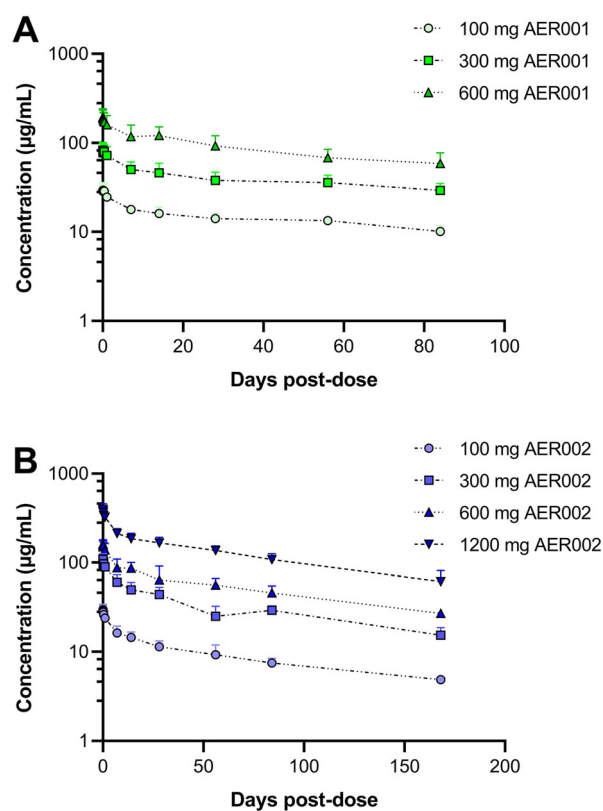 A
100 mg AER001
300 mg AER001
600 mg AER001
Concentration (µg/mL)
1000
100
10
1
0 20 40 60 80 100
Days post-dose
B
100 mg AER002
300 mg AER002
600 mg AER002
1200 mg AER002
Concentration (µg/mL)
1000
100
10
1
0 50 100 150 200
Days post-dose